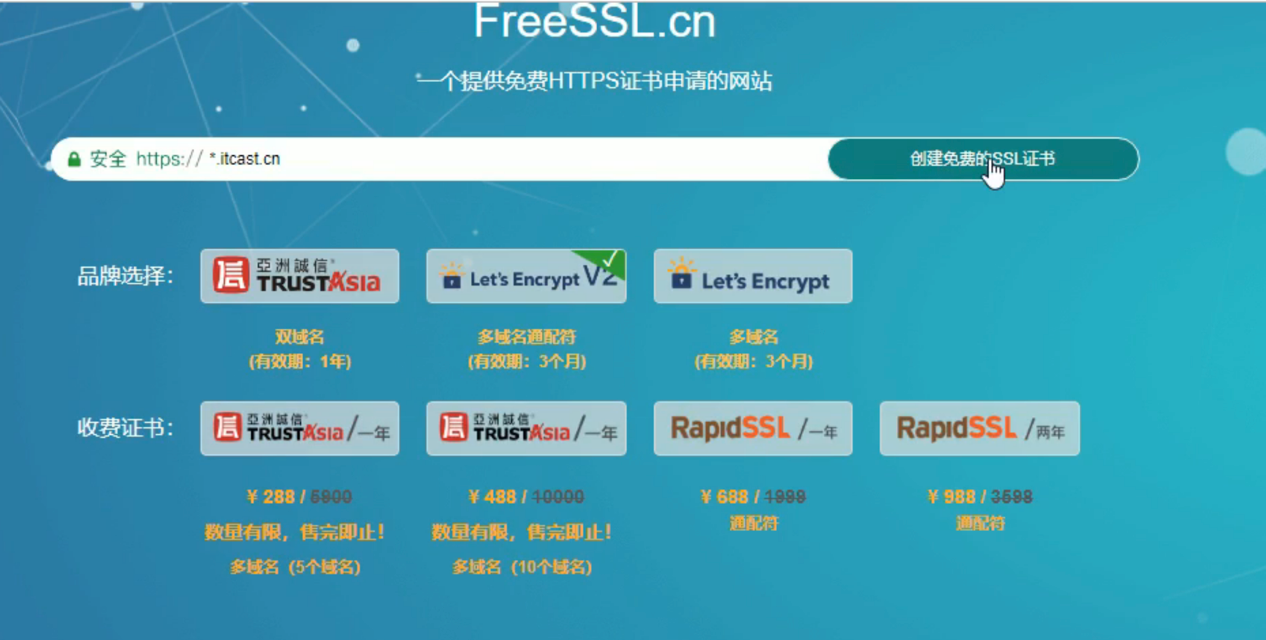 FreeSSL.cn
一个提供免费HTTPS证书申请的网站
安全 https:// *.itcast.cn 创建免费的SSL证书
品牌选择： 信 亞洲誠信 TRUSTAsia Let's Encrypt V2 Let's Encrypt
双域名 多域名通配符 多域名
(有效期：1年) (有效期：3个月) (有效期：3个月)
收费证书： 信 亞洲誠信 TRUSTAsia /一年 信 亞洲誠信 TRUSTAsia /一年 RapidSSL /一年 RapidSSL /两年
¥ 288 / 5800 ¥ 488 / 10000 ¥ 688 / 1999 ¥ 988 / 3598
数量有限，售完即止！ 数量有限，售完即止！ 通配符 通配符
多域名（5个域名） 多域名（10个域名）